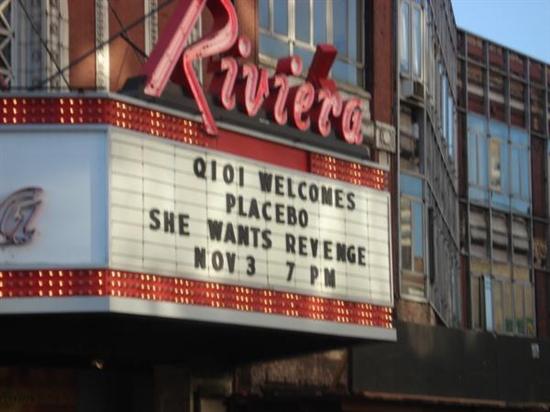 Riviera
Q101 WELCOMES
PLACEBO
SHE WANTS REVENGE
NOV 3 7 PM